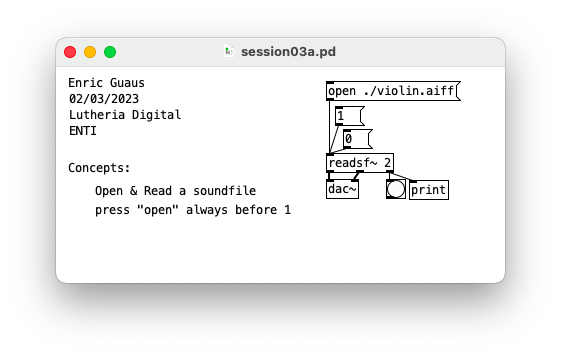 session03a.pd
Enric Guaus
02/03/2023
Lutheria Digital
ENTI
Concepts:
Open & Read a soundfile
press "open" always before 1
open ./violin.aiff
1
0
readsf~ 2
dac~
print